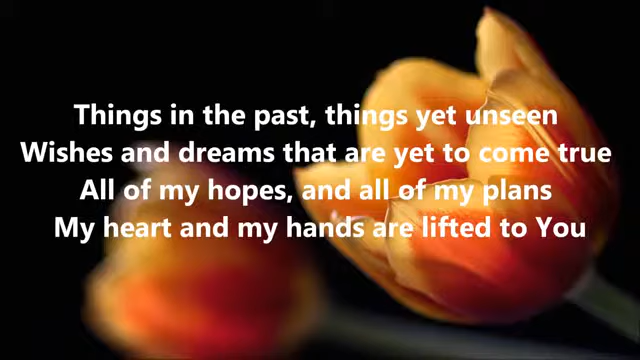 Things in the past, things yet unseen
Wishes and dreams that are yet to come true
All of my hopes, and all of my plans
My heart and my hands are lifted to You